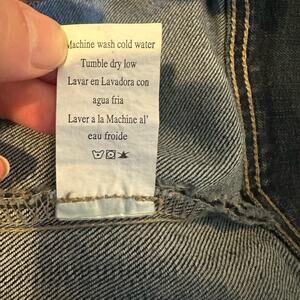 Machine wash cold water
Tumble dry low
Lavar en Lavadora con
agua fria
Laver a la Machine al'
eau froide